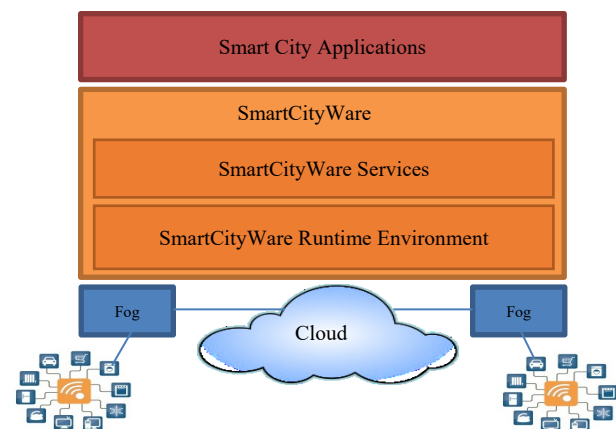 Smart City Applications
SmartCityWare
SmartCityWare Services
SmartCityWare Runtime Environment
Fog
Cloud
Fog